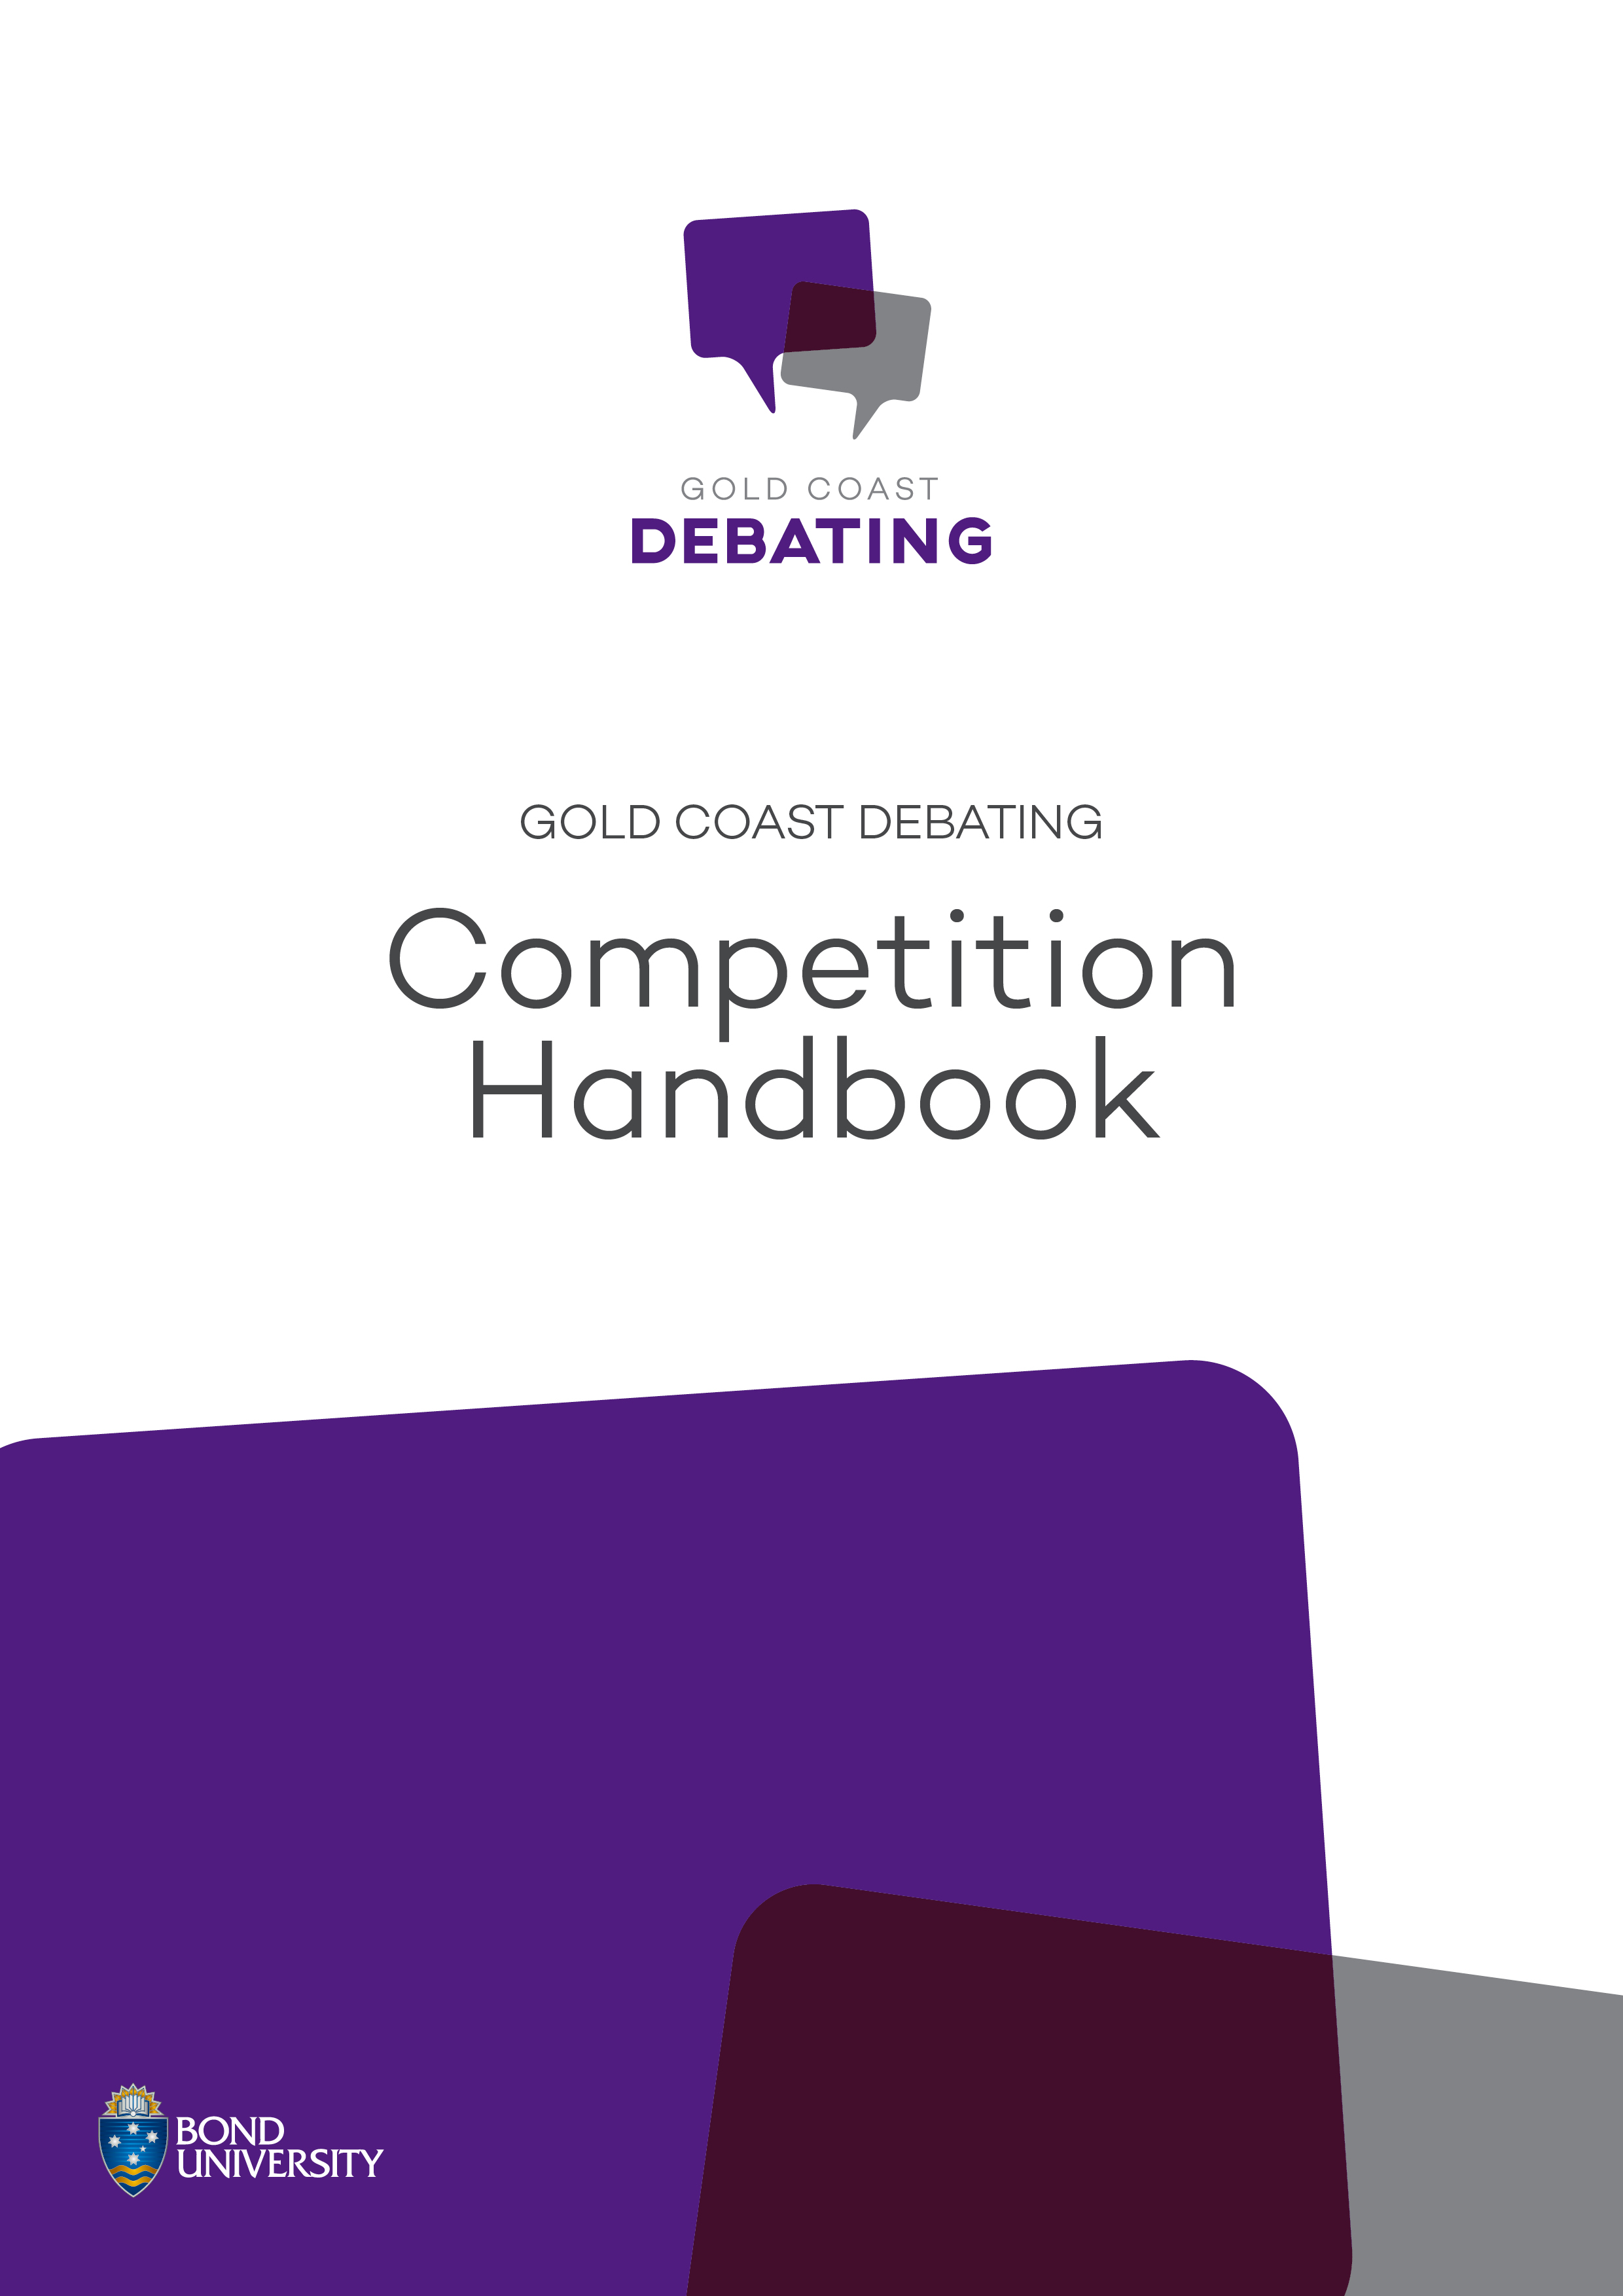 GOLD COAST
DEBATING
GOLD COAST DEBATING
Competition
Handbook
BOND
UNIVERSITY